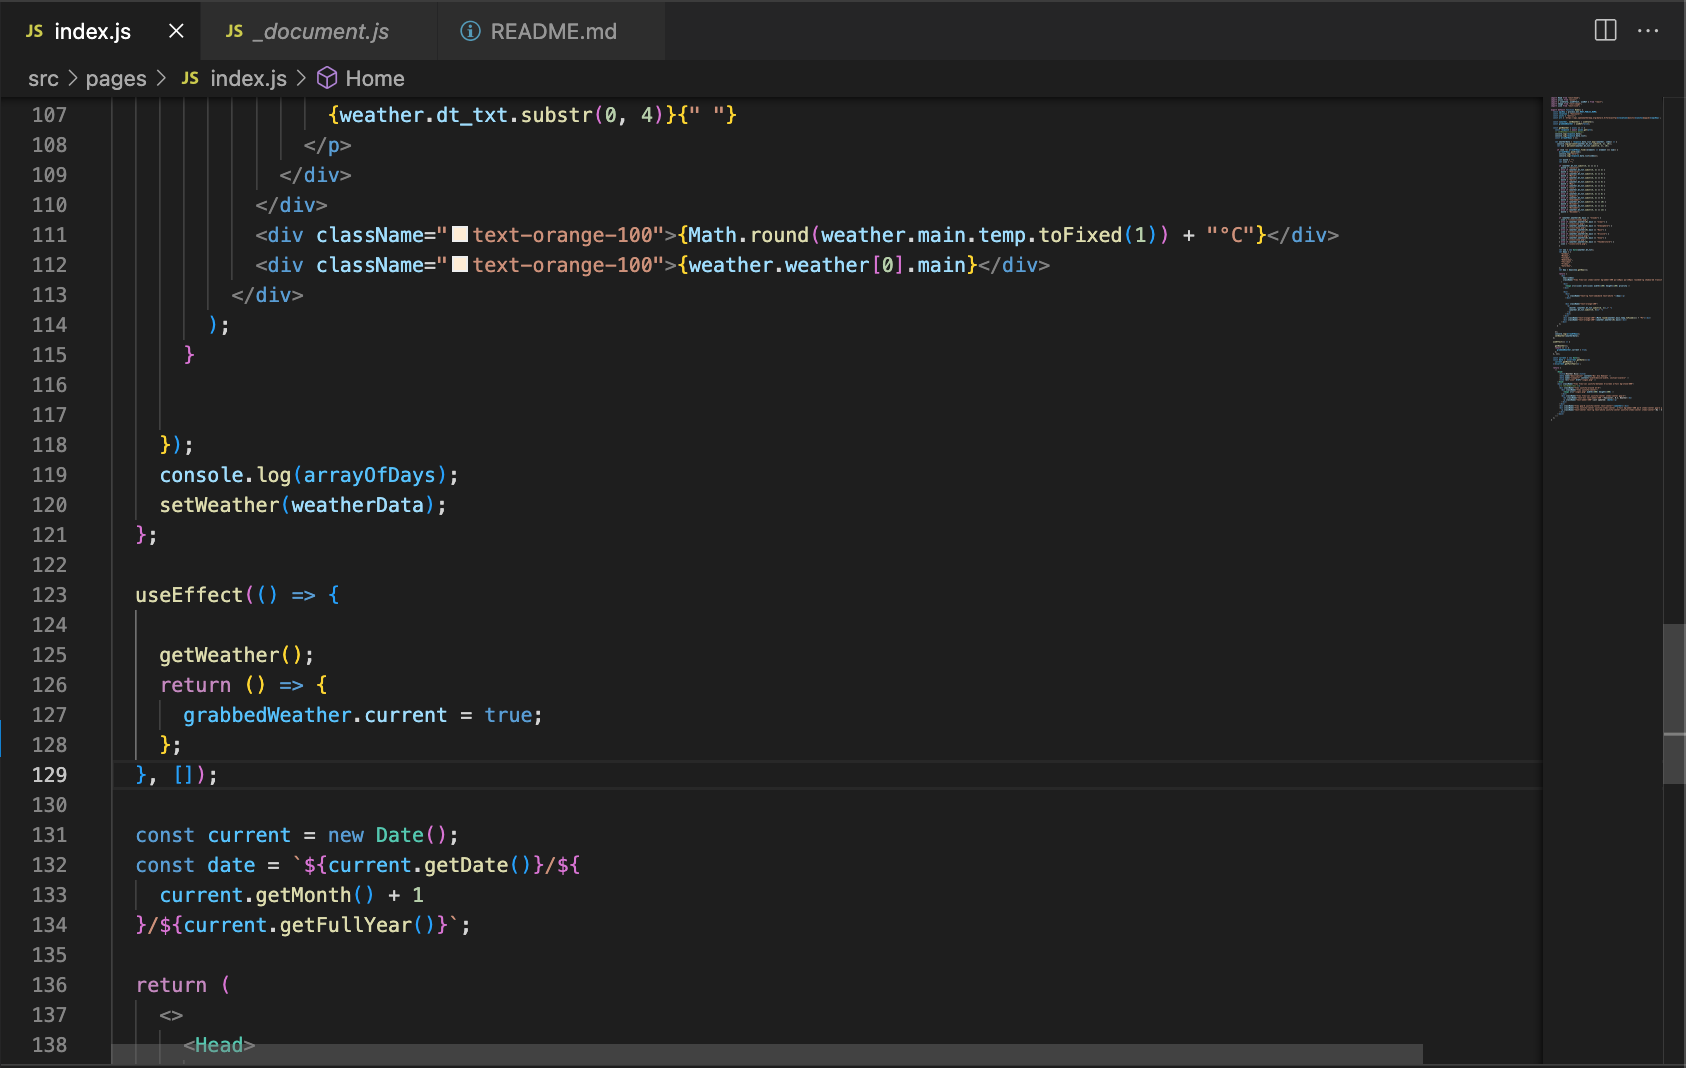 JS index.js
JS _document.js
README.md
src > pages > JS index.js > Home
107 {weather.dt_txt.substr(0, 4)}{" "}
108 </p>
109 </div>
110 </div>
111 <div className="text-orange-100">{Math.round(weather.main.temp.toFixed(1)) + "°C"}</div>
112 <div className="text-orange-100">{weather.weather[0].main}</div>
113 </div>
114 );
115 }
116
117
118 });
119 console.log(arrayOfDays);
120 setWeather(weatherData);
121 };
122
123 useEffect(() => {
124
125 getWeather();
126 return () => {
127 grabbedWeather.current = true;
128 };
129 }, []);
130
131 const current = new Date();
132 const date = `${current.getDate()}/${
133 current.getMonth() + 1
134 }/${current.getFullYear()}`;
135
136 return (
137 <>
138 <Head>